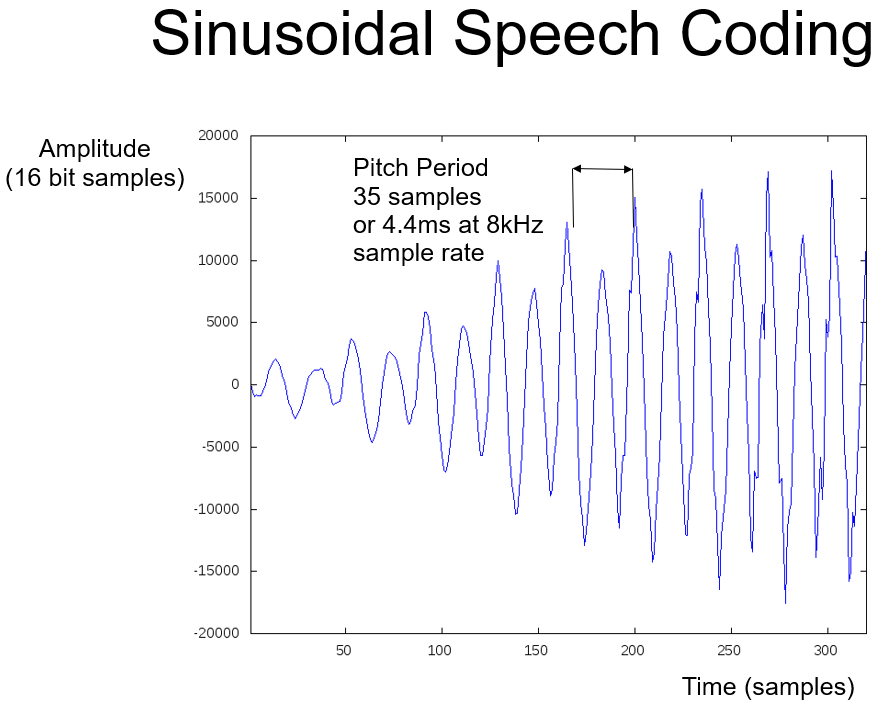 Sinusoidal Speech Coding
Amplitude
(16 bit samples)
Pitch Period
35 samples
or 4.4ms at 8kHz
sample rate
20000
15000
10000
5000
0
-5000
-10000
-15000
-20000
50
100
150
200
250
300
Time (samples)